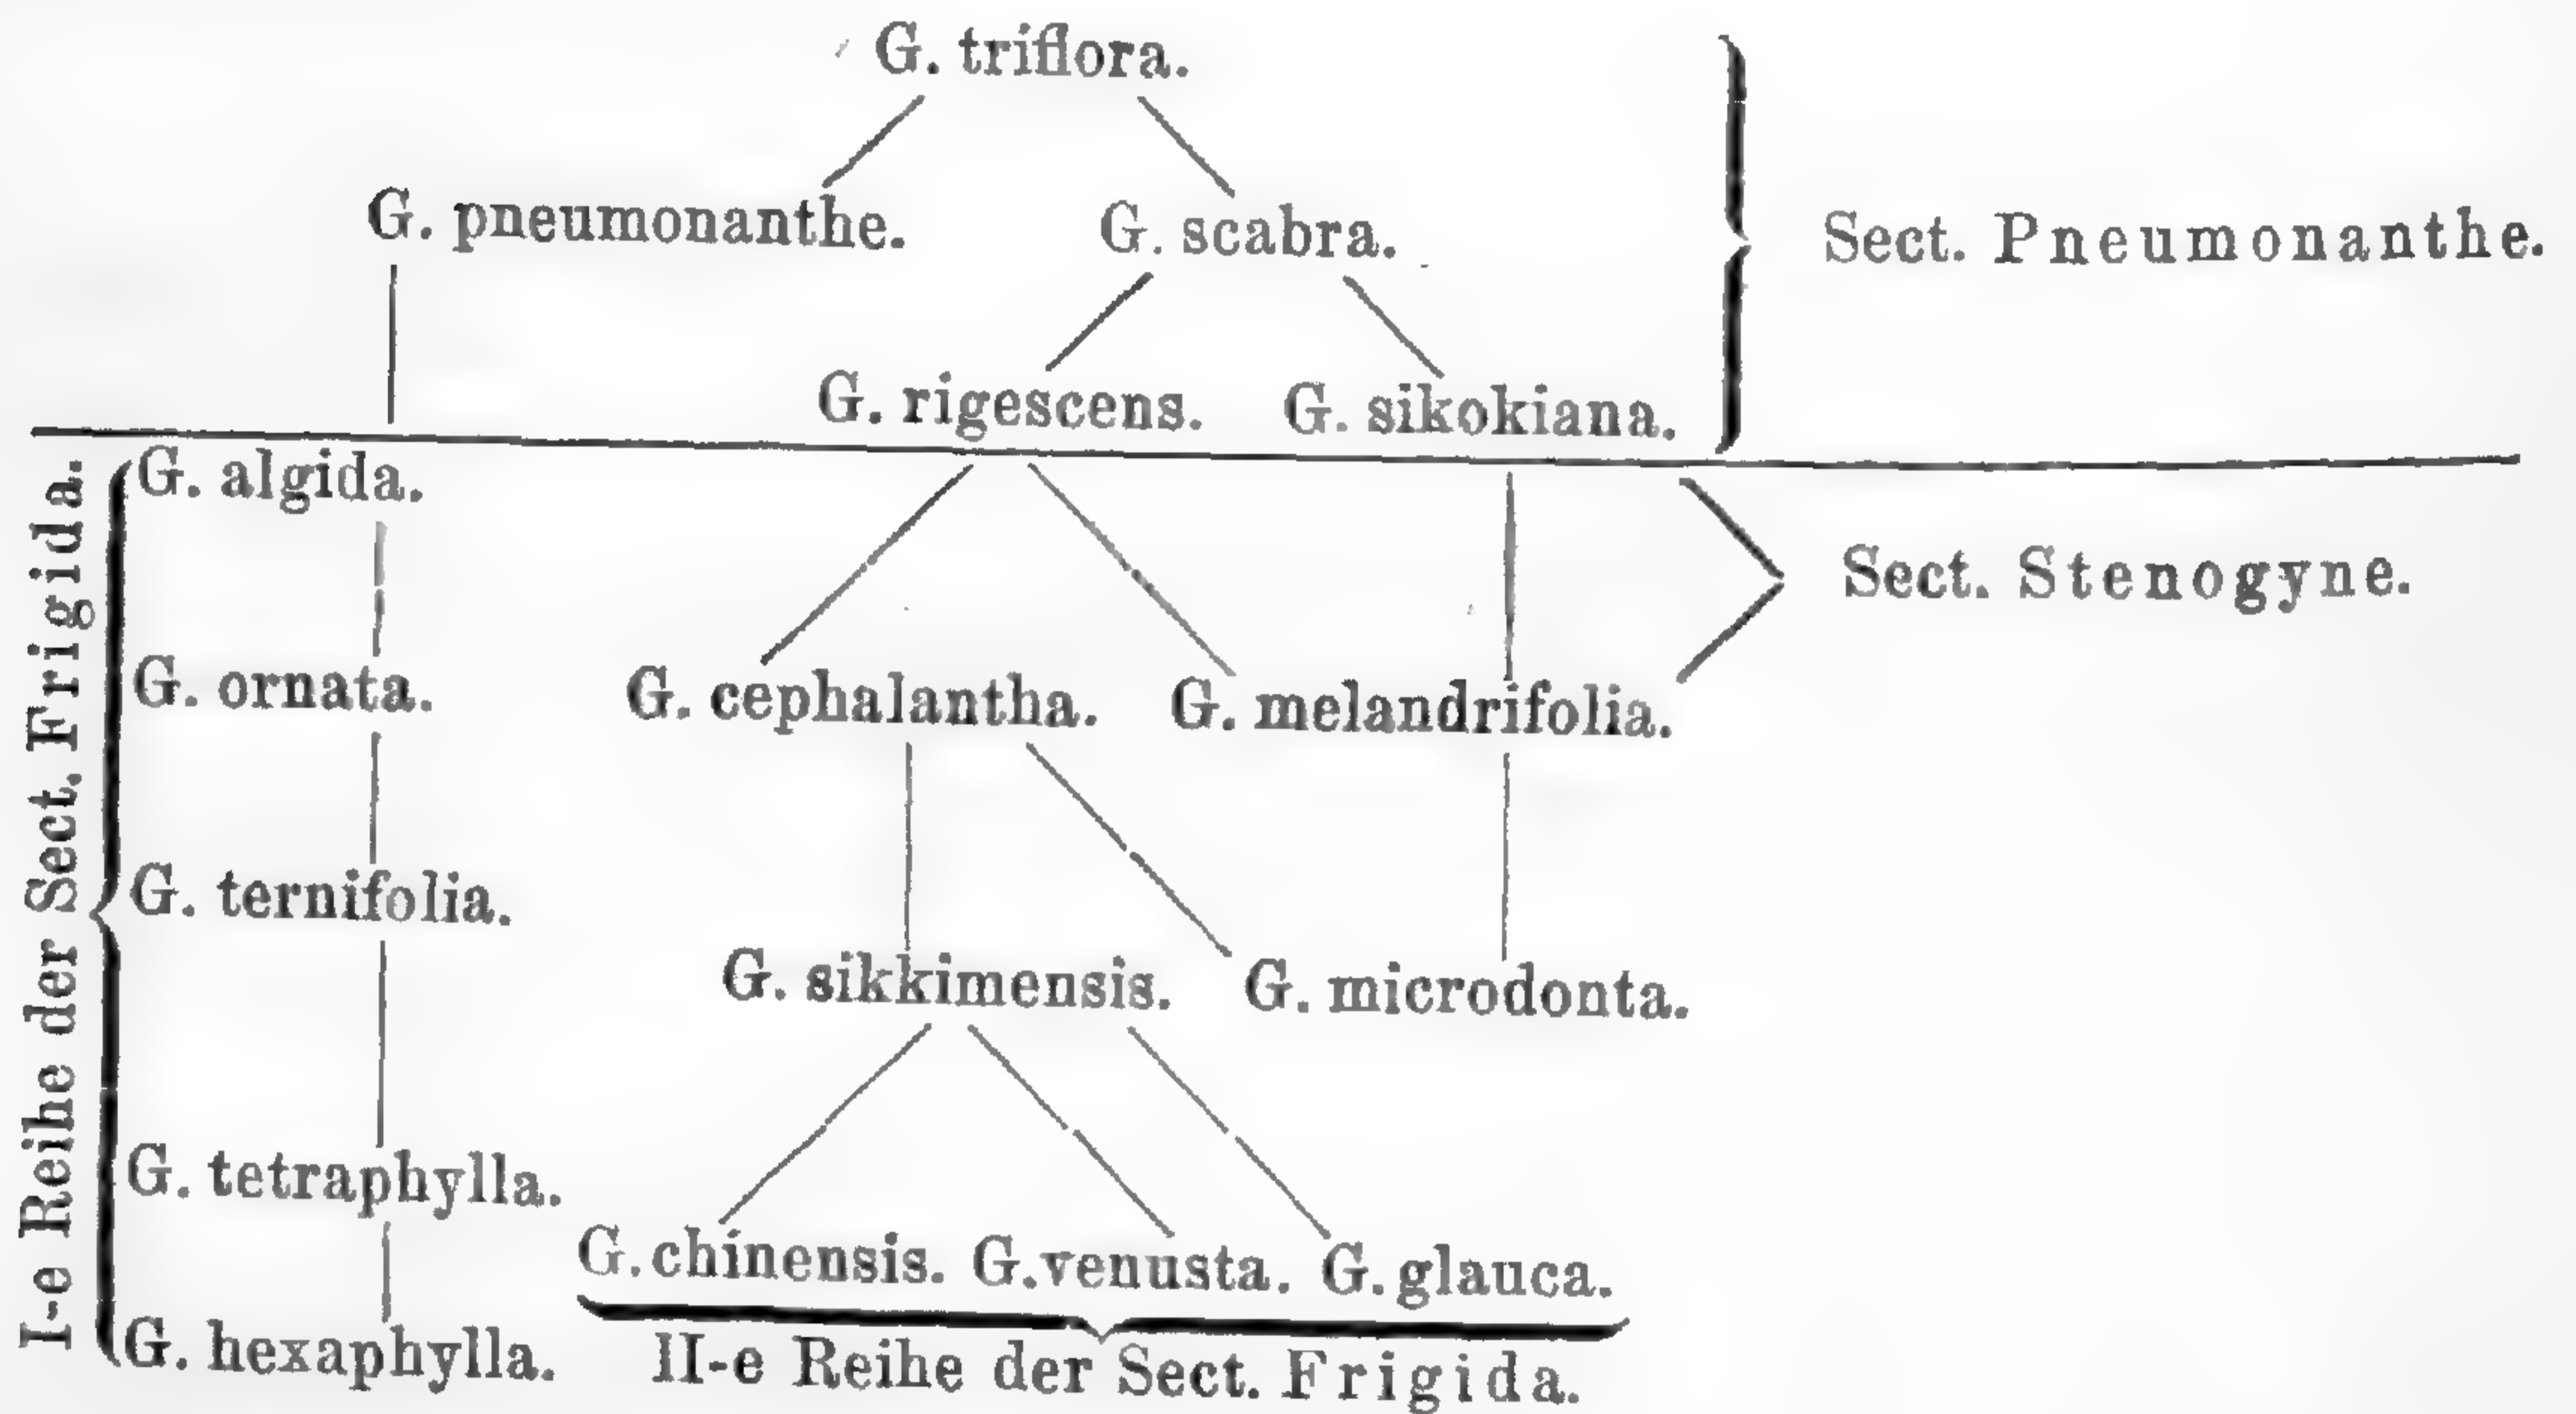 G. triflora.
G. pneumonanthe.
G. scabra.
Sect. Pneumonanthe.
G. rigescens.
G. sikokiana.
I-e Reihe der Sect. Frigida.
G. algida.
Sect. Stenogyne.
G. ornata.
G. cephalantha.
G. melandrifolia.
G. ternifolia.
G. sikkimensis.
G. microdonta.
G. tetraphylla.
G. chinensis.
G. venusta.
G. glauca.
G. hexaphylla.
II-e Reihe der Sect. Frigida.